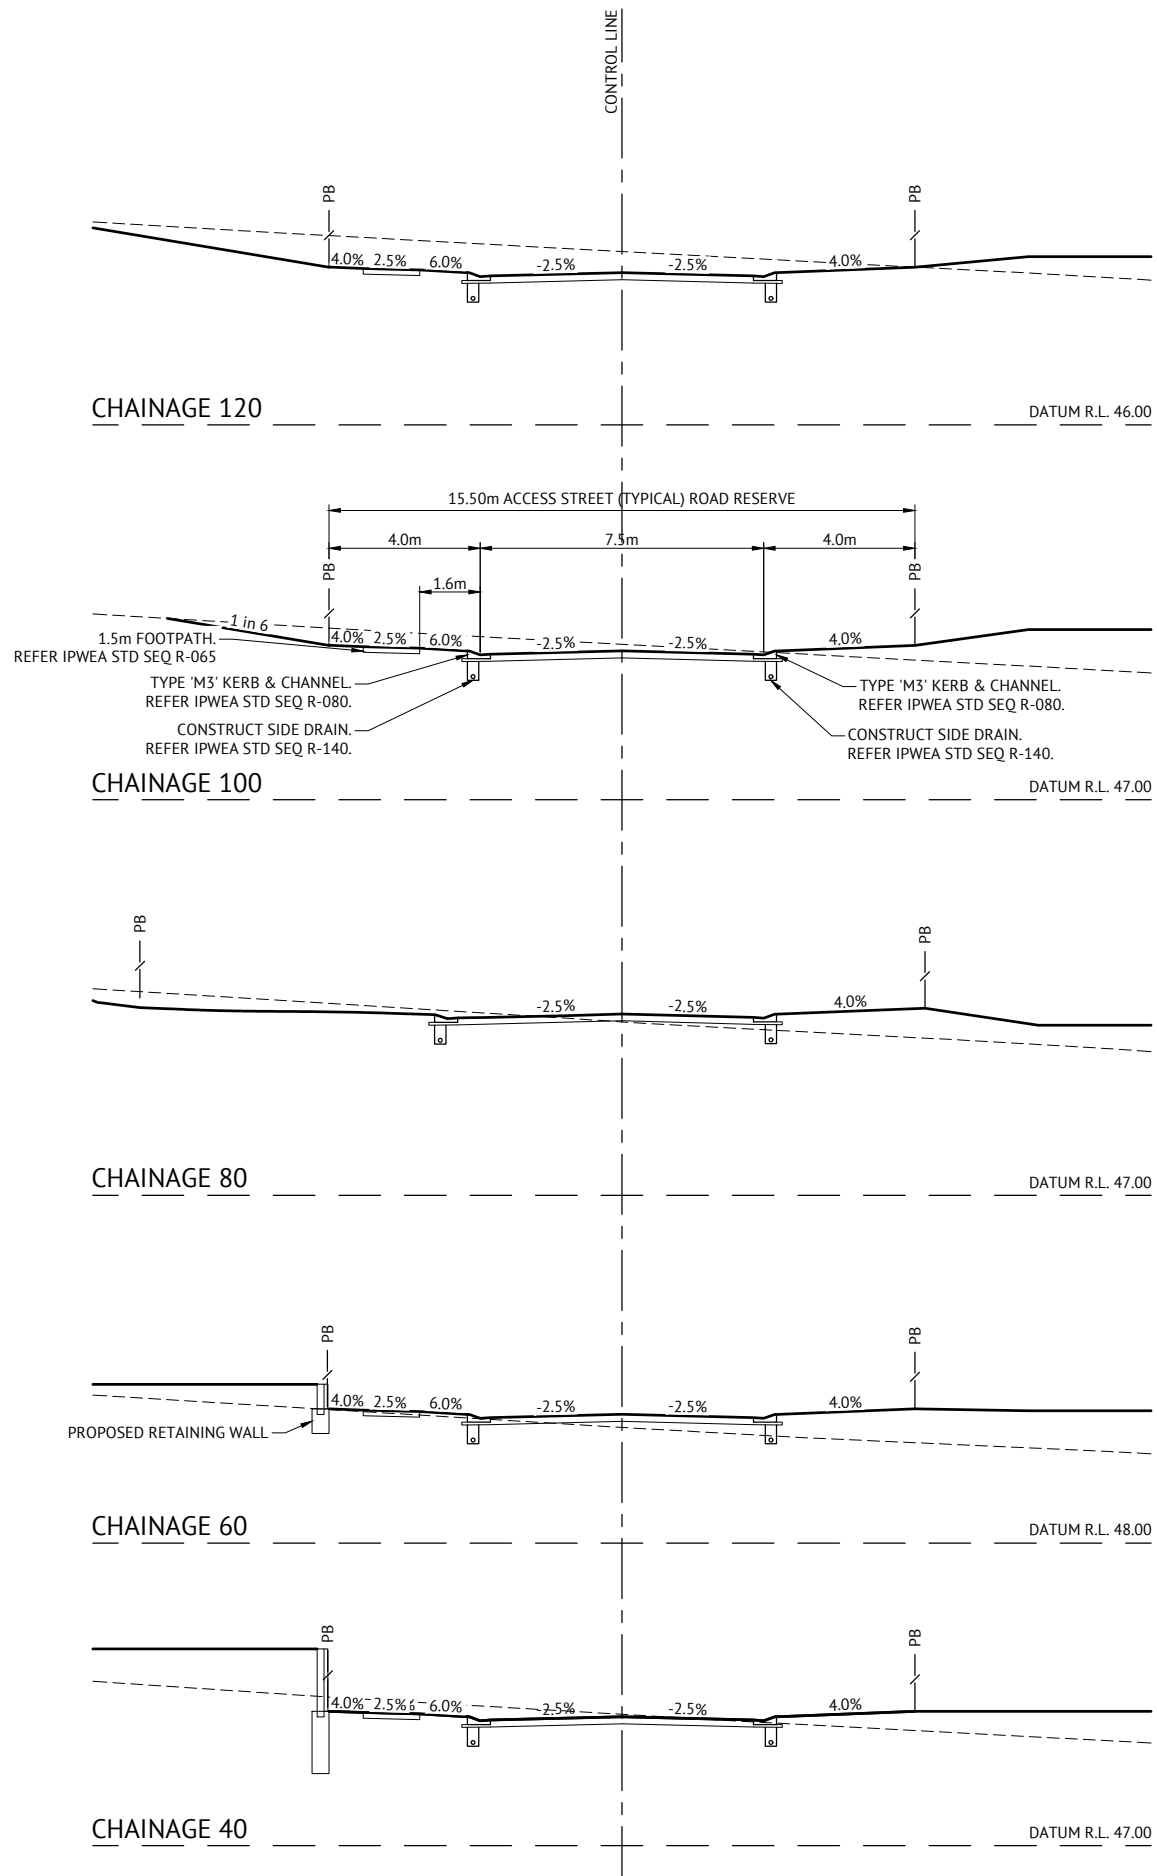 CONTROL LINE
PB
PB
4.0% 2.5% 6.0% -2.5% -2.5% 4.0%
CHAINAGE 120
DATUM R.L. 46.00
15.50m ACCESS STREET (TYPICAL) ROAD RESERVE
4.0m 7.5m 4.0m
PB
PB
1.6m
1 in 6
4.0% 2.5% 6.0% -2.5% -2.5% 4.0%
1.5m FOOTPATH.
REFER IPWEA STD SEQ R-065
TYPE 'M3' KERB & CHANNEL.
REFER IPWEA STD SEQ R-080.
TYPE 'M3' KERB & CHANNEL.
REFER IPWEA STD SEQ R-080.
CONSTRUCT SIDE DRAIN.
REFER IPWEA STD SEQ R-140.
CONSTRUCT SIDE DRAIN.
REFER IPWEA STD SEQ R-140.
CHAINAGE 100
DATUM R.L. 47.00
PB
PB
-2.5% -2.5% 4.0%
CHAINAGE 80
DATUM R.L. 47.00
PB
PB
4.0% 2.5% 6.0% -2.5% -2.5% 4.0%
PROPOSED RETAINING WALL
CHAINAGE 60
DATUM R.L. 48.00
PB
PB
4.0% 2.5% 6.0% -2.5% -2.5% 4.0%
CHAINAGE 40
DATUM R.L. 47.00